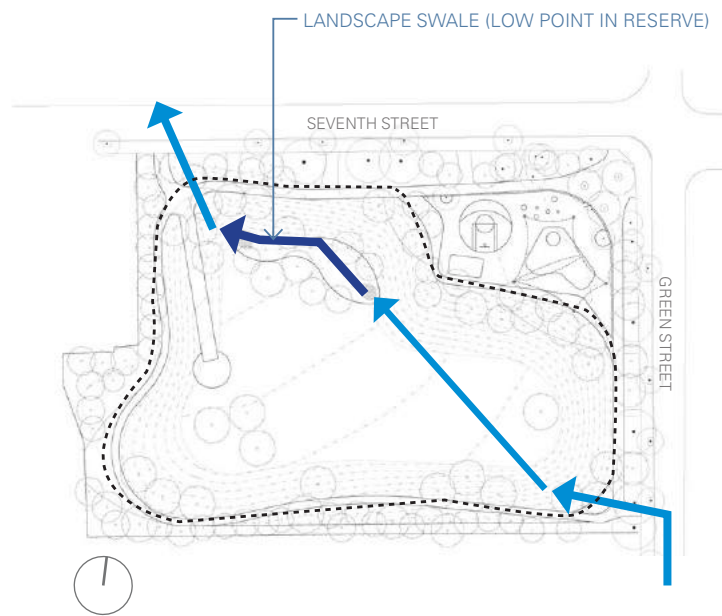 LANDSCAPE SWALE (LOW POINT IN RESERVE)
SEVENTH STREET
GREEN STREET